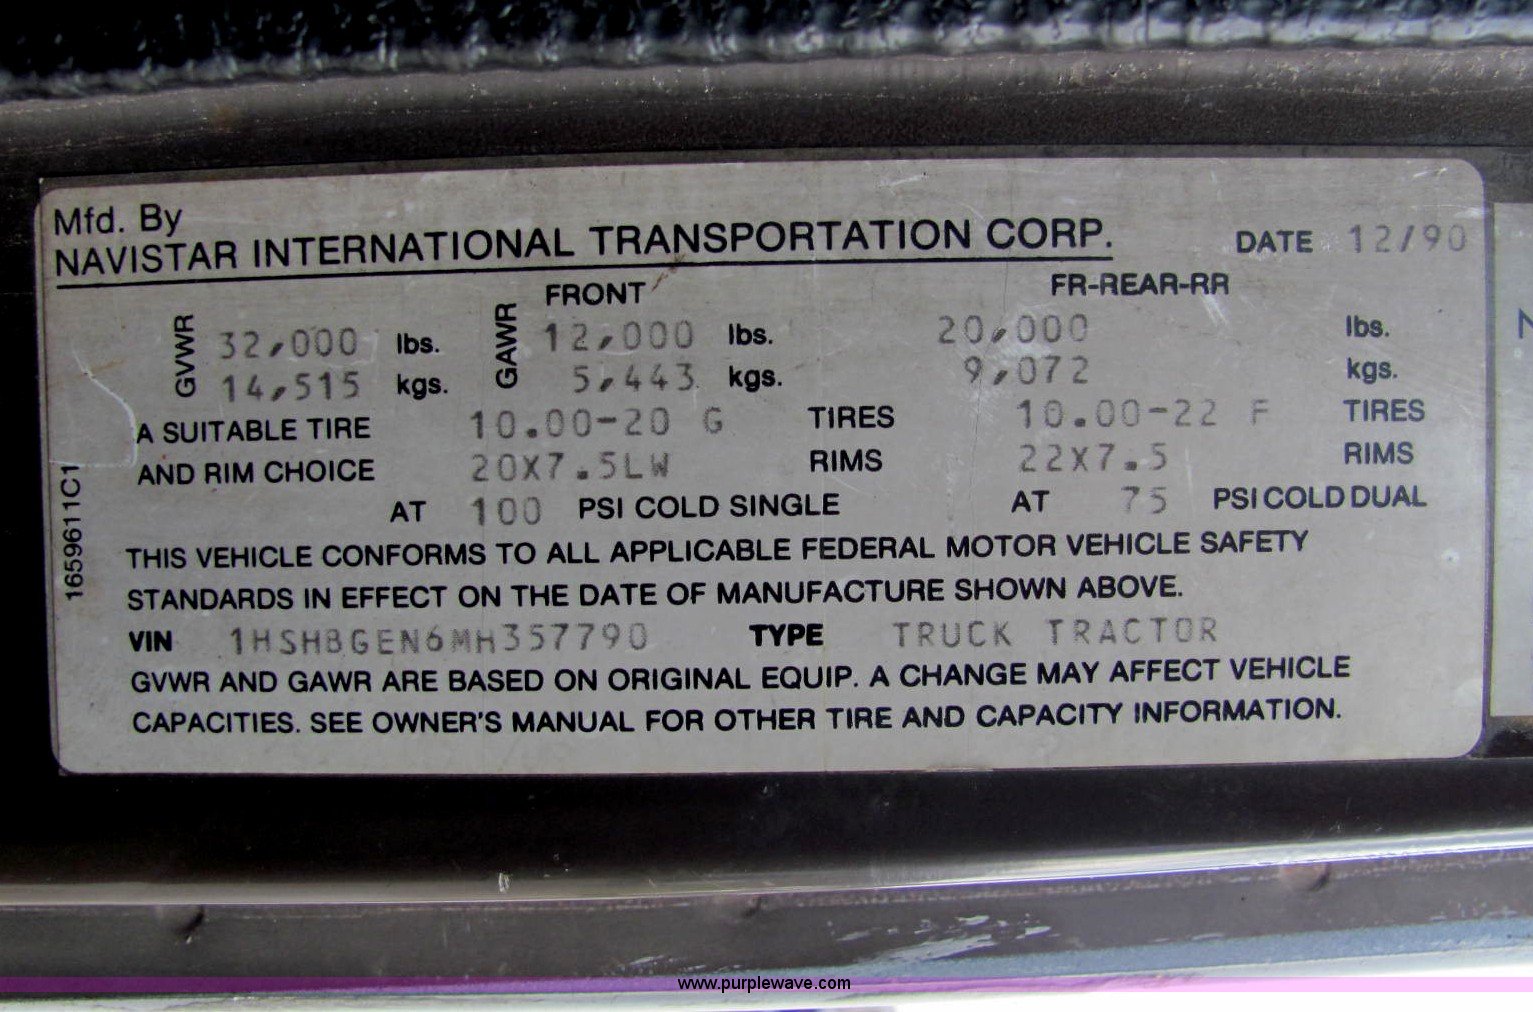 Mfd. By
NAVISTAR INTERNATIONAL TRANSPORTATION CORP. DATE 12/90
FRONT FR-REAR-RR
GVWR 32,000 lbs. GAWR 12,000 lbs. 20,000 lbs.
14,515 kgs. 5,443 kgs. 9,072 kgs.
A SUITABLE TIRE 10.00-20 G TIRES 10.00-22 F TIRES
AND RIM CHOICE 20X7.5LW RIMS 22X7.5 RIMS
AT 100 PSI COLD SINGLE AT 75 PSI COLD DUAL
THIS VEHICLE CONFORMS TO ALL APPLICABLE FEDERAL MOTOR VEHICLE SAFETY
STANDARDS IN EFFECT ON THE DATE OF MANUFACTURE SHOWN ABOVE.
VIN 1HSHBGEN6MH357790 TYPE TRUCK TRACTOR
GVWR AND GAWR ARE BASED ON ORIGINAL EQUIP. A CHANGE MAY AFFECT VEHICLE
CAPACITIES. SEE OWNER'S MANUAL FOR OTHER TIRE AND CAPACITY INFORMATION.
1659611C1
www.purplewave.com